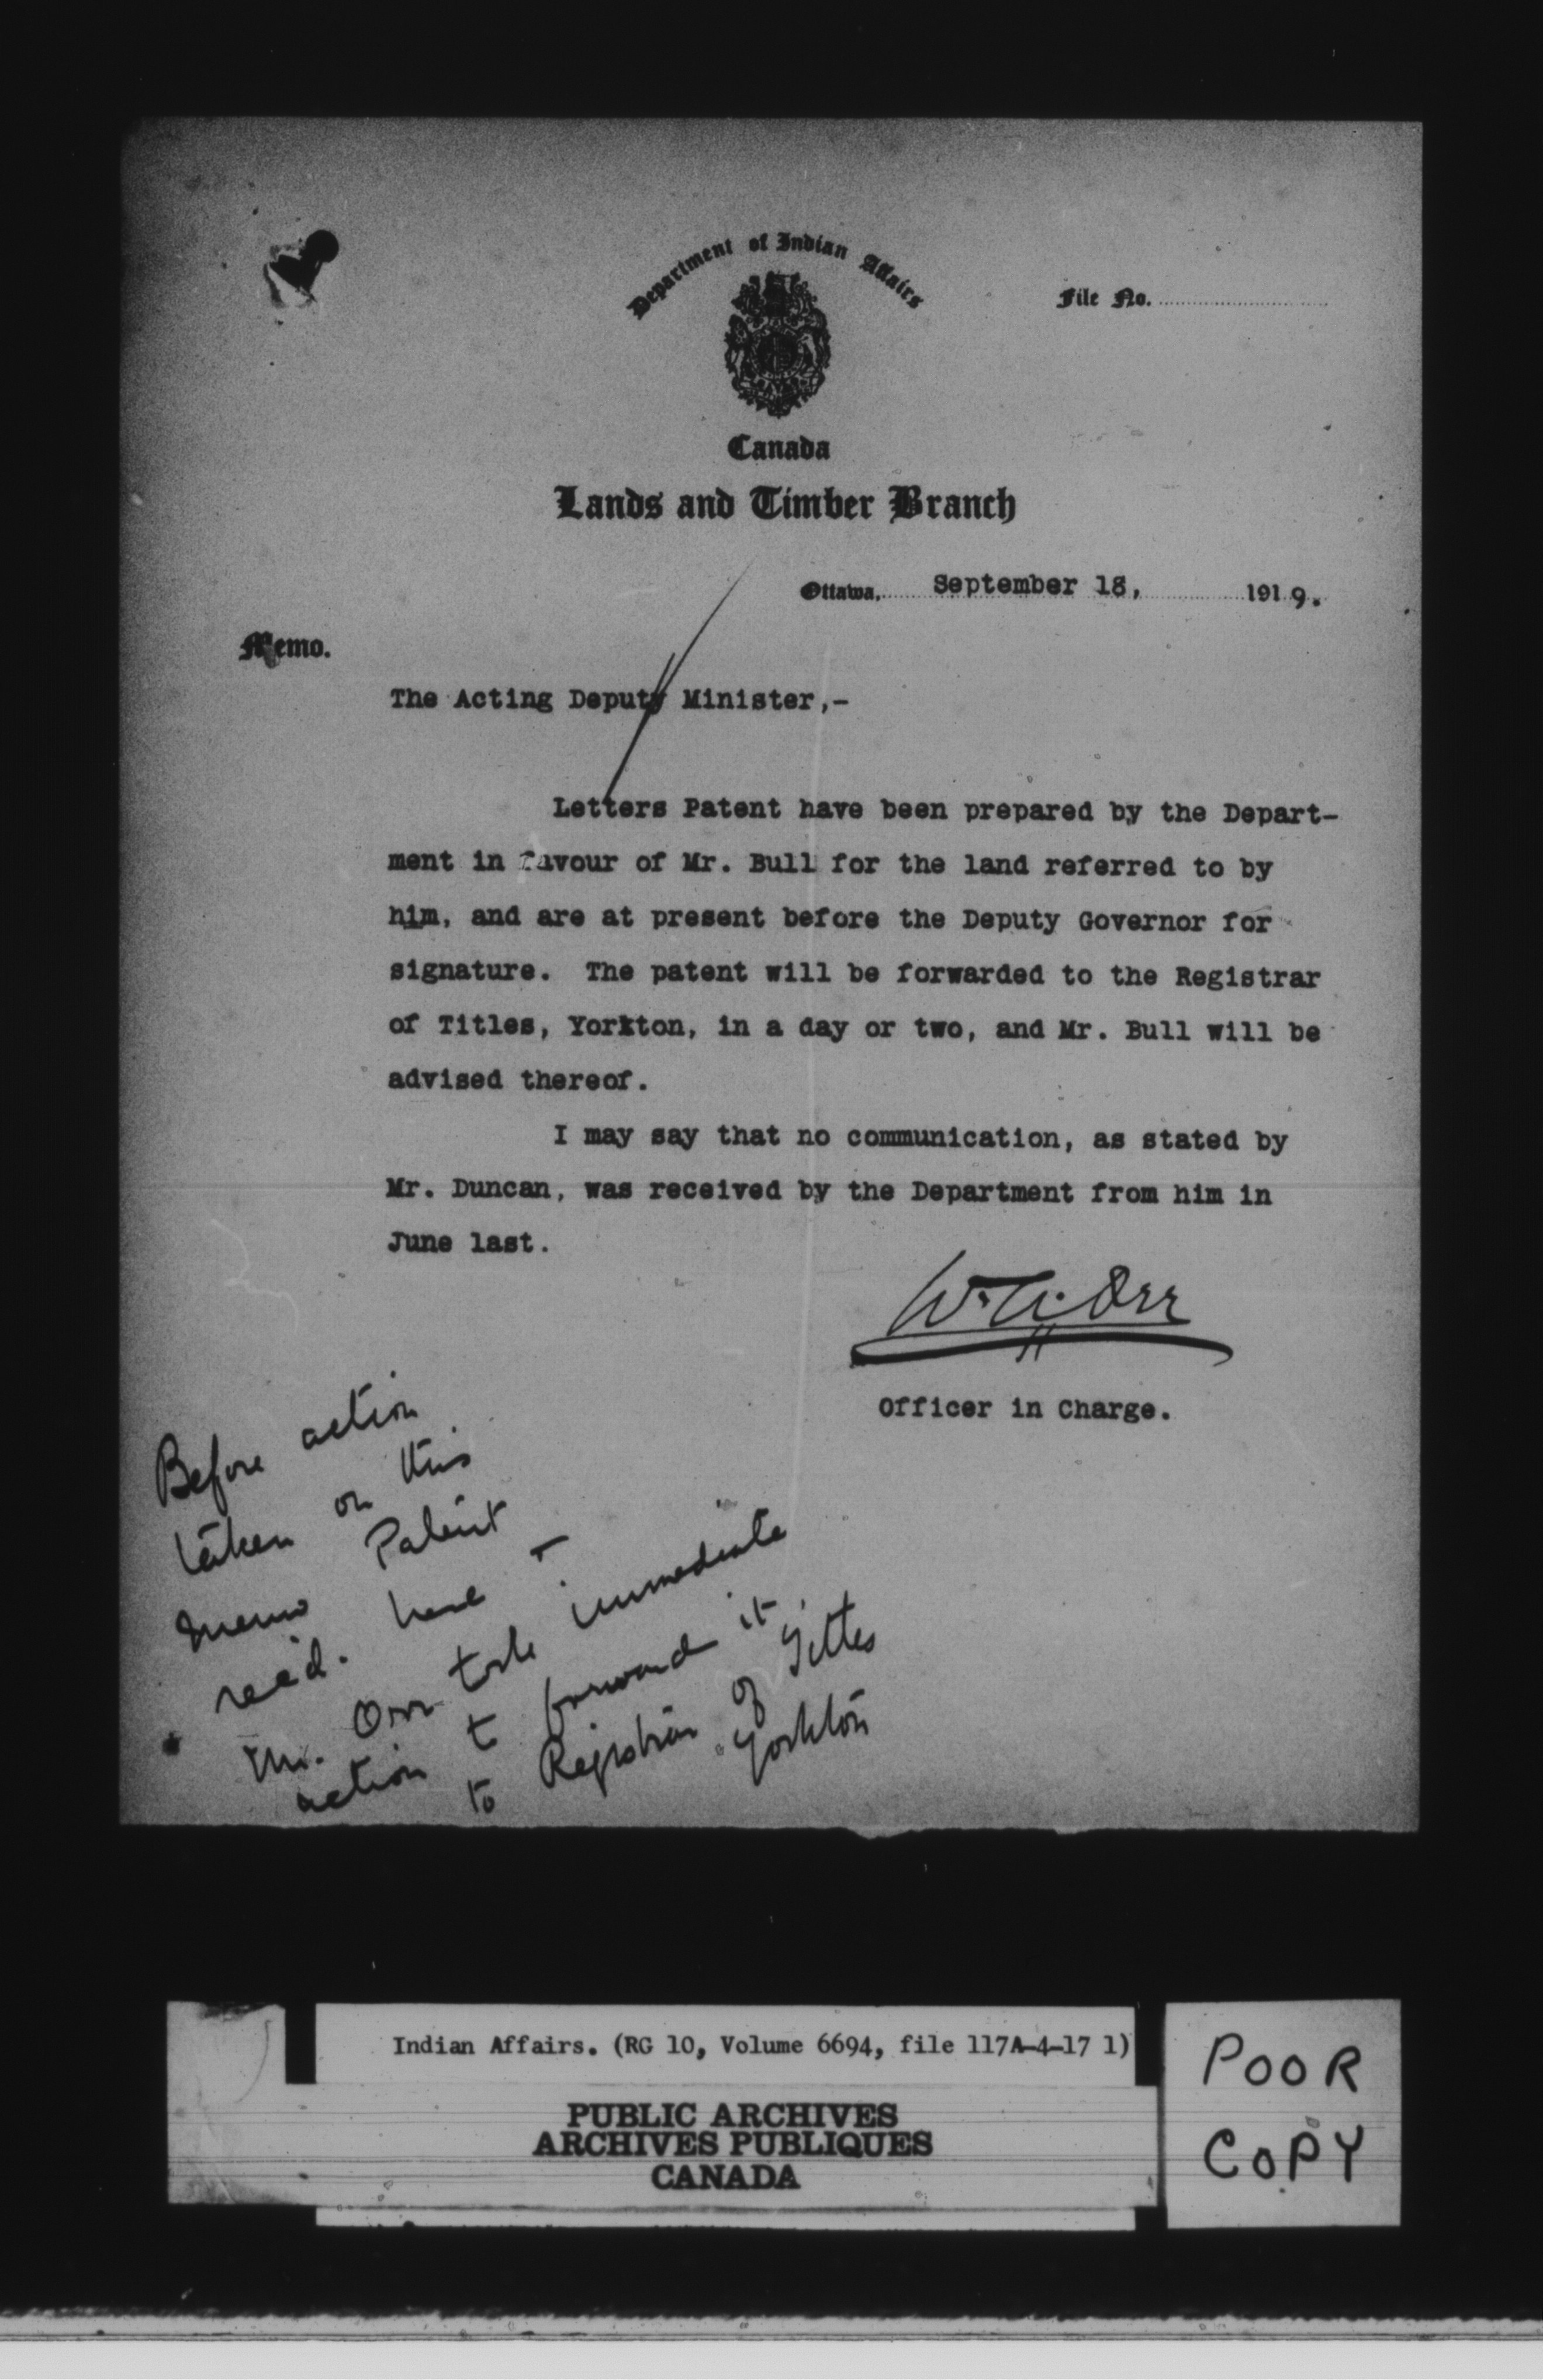 Department of Indian Affairs
File No.
Canada
Lands and Timber Branch
Ottawa, September 18, 1919.
Memo.
The Acting Deputy Minister,-
Letters Patent have been prepared by the Depart-
ment in favour of Mr. Bull for the land referred to by
him, and are at present before the Deputy Governor for
signature. The patent will be forwarded to the Registrar
of Titles, Yorkton, in a day or two, and Mr. Bull will be
advised thereof.
I may say that no communication, as stated by
Mr. Duncan, was received by the Department from him in
June last.
W. A. Orr
Officer in Charge.
Before action
taken on this
memo Patent
rec'd. here -
Mr. Orr took immediate
action to forward it
to Registrar of Titles
Yorkton
Indian Affairs. (RG 10, Volume 6694, file 117A-4-17 1)
PUBLIC ARCHIVES
ARCHIVES PUBLIQUES
CANADA
POOR
COPY